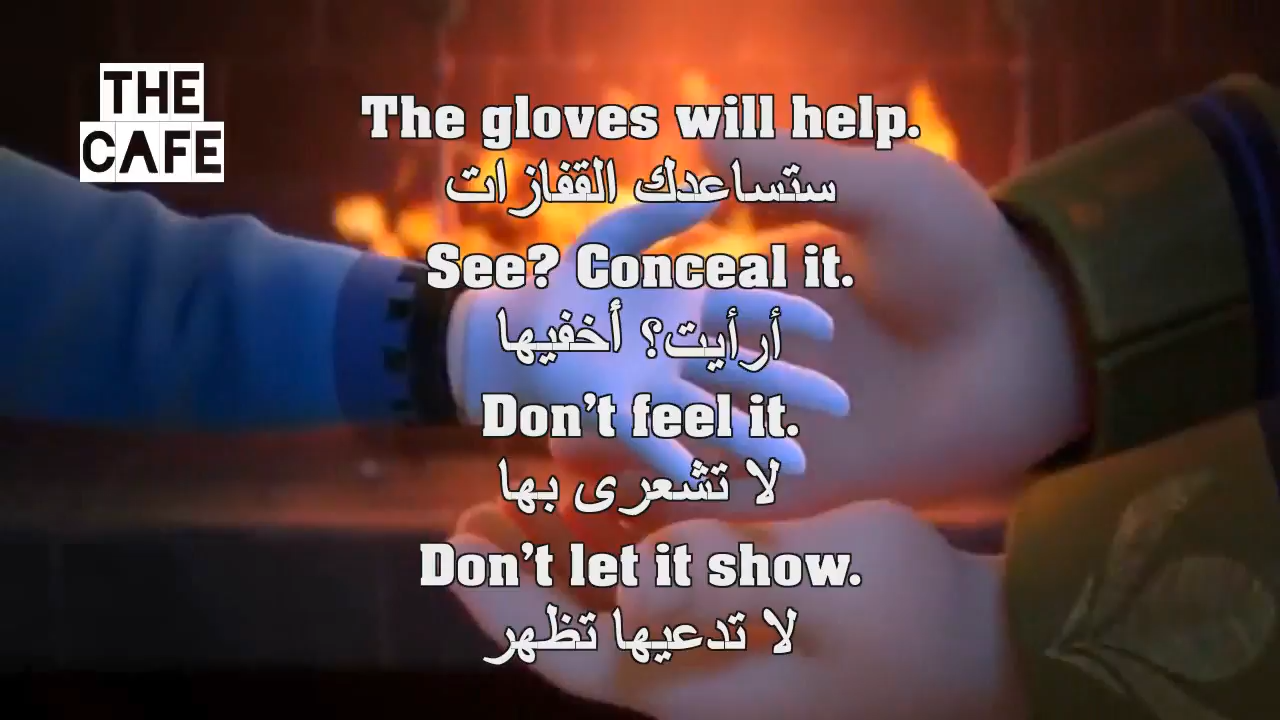 THE
CAFE
The gloves will help.
ستساعدك القفازات
See? Conceal it.
أرأيت؟ أخفيها
Don't feel it.
لا تشعرى بها
Don't let it show.
لا تدعيها تظهر